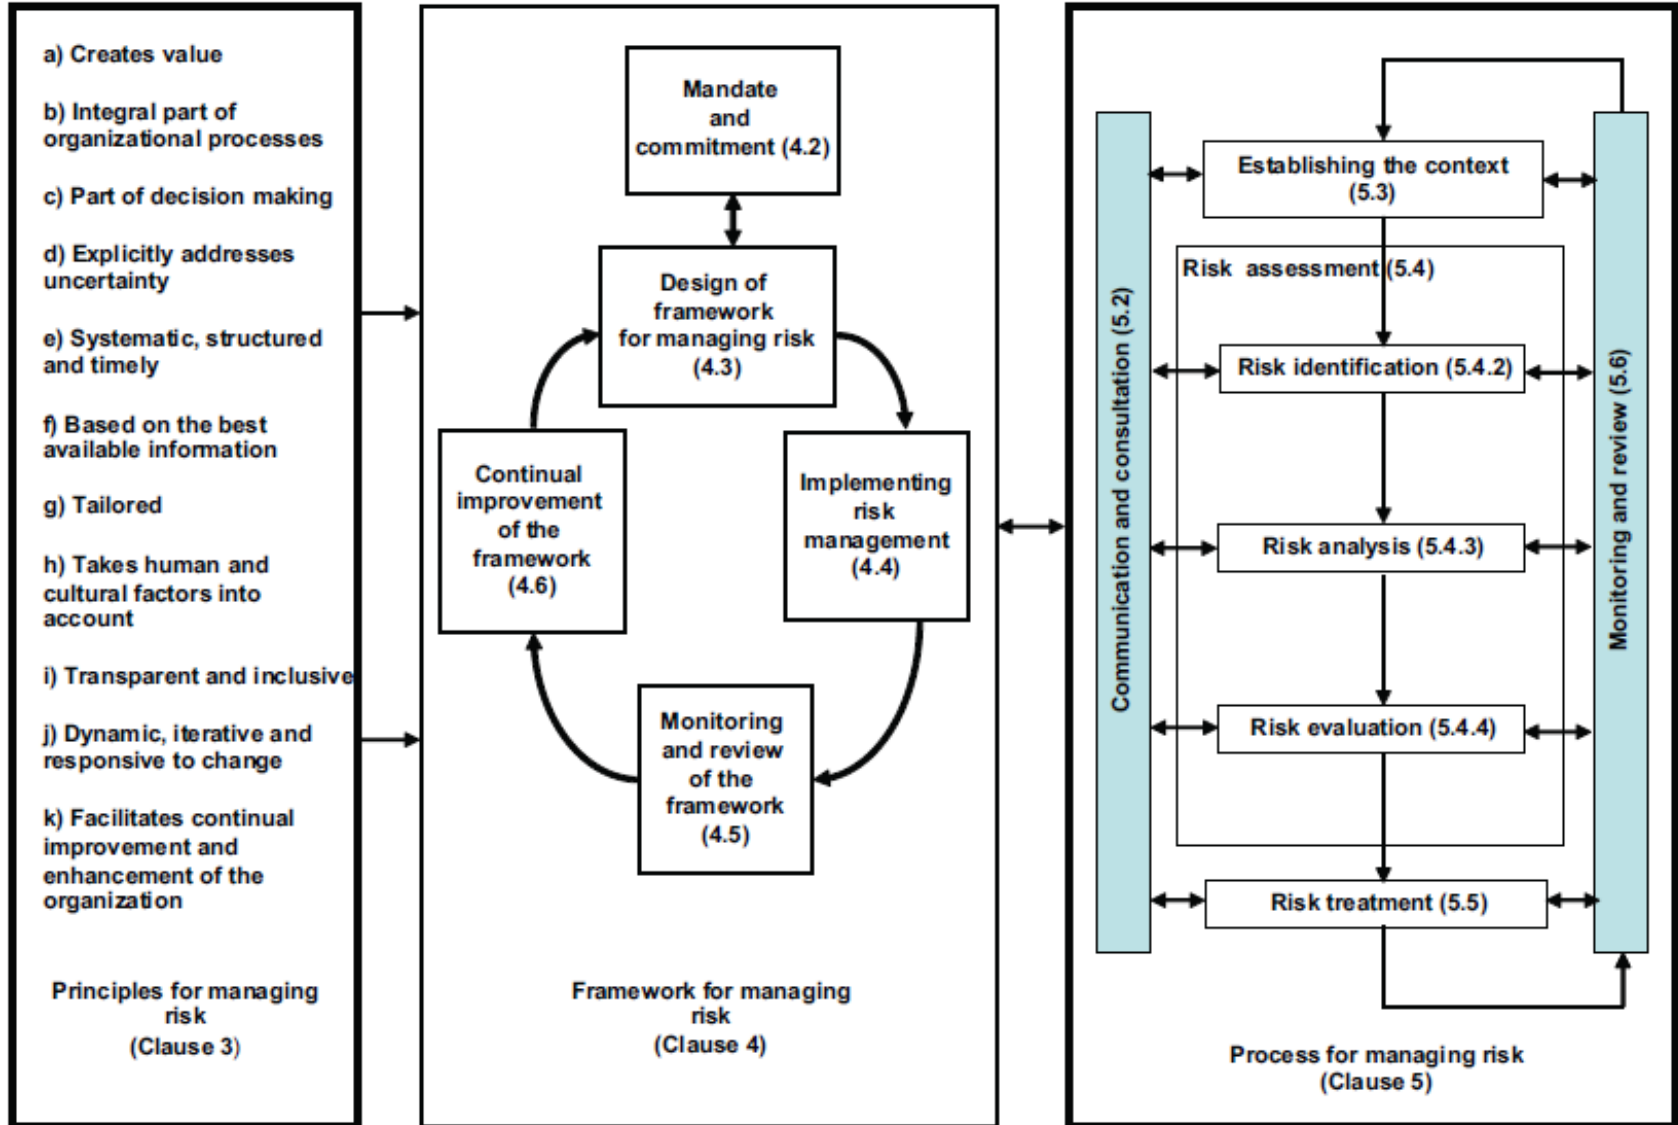 a) Creates value
b) Integral part of
organizational processes
c) Part of decision making
d) Explicitly addresses
uncertainty
e) Systematic, structured
and timely
f) Based on the best
available information
g) Tailored
h) Takes human and
cultural factors into
account
i) Transparent and inclusive
j) Dynamic, iterative and
responsive to change
k) Facilitates continual
improvement and
enhancement of the
organization
Principles for managing
risk
(Clause 3)
Mandate
and
commitment (4.2)
Design of
framework
for managing risk
(4.3)
Continual
improvement
of the
framework
(4.6)
Implementing
risk
management
(4.4)
Monitoring
and review
of the
framework
(4.5)
Framework for managing
risk
(Clause 4)
Communication and consultation (5.2)
Establishing the context
(5.3)
Risk assessment (5.4)
Risk identification (5.4.2)
Risk analysis (5.4.3)
Risk evaluation (5.4.4)
Risk treatment (5.5)
Monitoring and review (5.6)
Process for managing risk
(Clause 5)